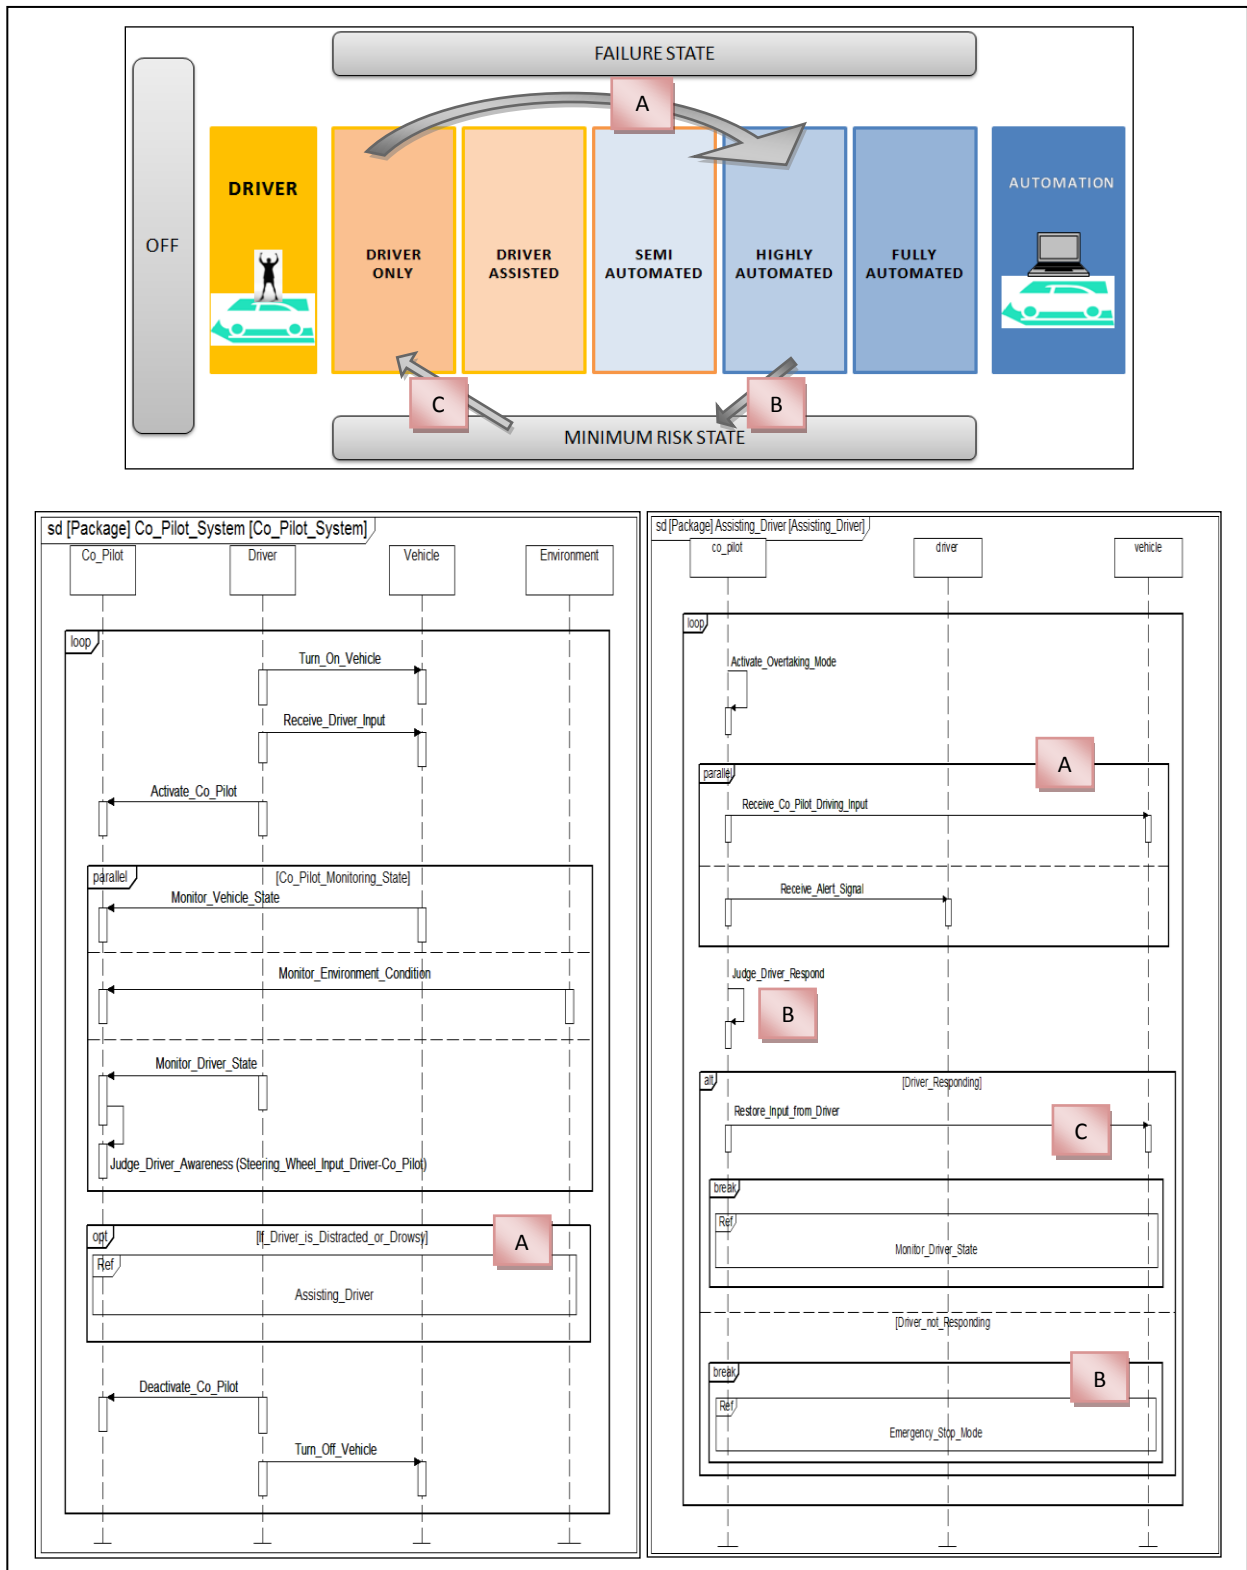 FAILURE STATE
A
OFF
DRIVER
DRIVER
ONLY
DRIVER
ASSISTED
SEMI
AUTOMATED
HIGHLY
AUTOMATED
FULLY
AUTOMATED
AUTOMATION
C
B
MINIMUM RISK STATE
sd [Package] Co_Pilot_System [Co_Pilot_System]
Co_Pilot
Driver
Vehicle
Environment
loop
Turn_On_Vehicle
Receive_Driver_Input
Activate_Co_Pilot
parallel
[Co_Pilot_Monitoring_State]
Monitor_Vehicle_State
Monitor_Environment_Condition
Monitor_Driver_State
Judge_Driver_Awareness (Steering_Wheel_Input_Driver-Co_Pilot)
opt
[If_Driver_is_Distracted_or_Drowsy]
A
Ref
Assisting_Driver
Deactivate_Co_Pilot
Turn_Off_Vehicle
sd [Package] Assisting_Driver [Assisting_Driver]
co_pilot
driver
vehicle
loop
Activate_Overtaking_Mode
A
parallel
Receive_Co_Pilot_Driving_Input
Receive_Alert_Signal
Judge_Driver_Respond
B
alt
[Driver_Responding]
Restore_Input_from_Driver
C
break
Ref
Monitor_Driver_State
[Driver_not_Responding
break
B
Ref
Emergency_Stop_Mode